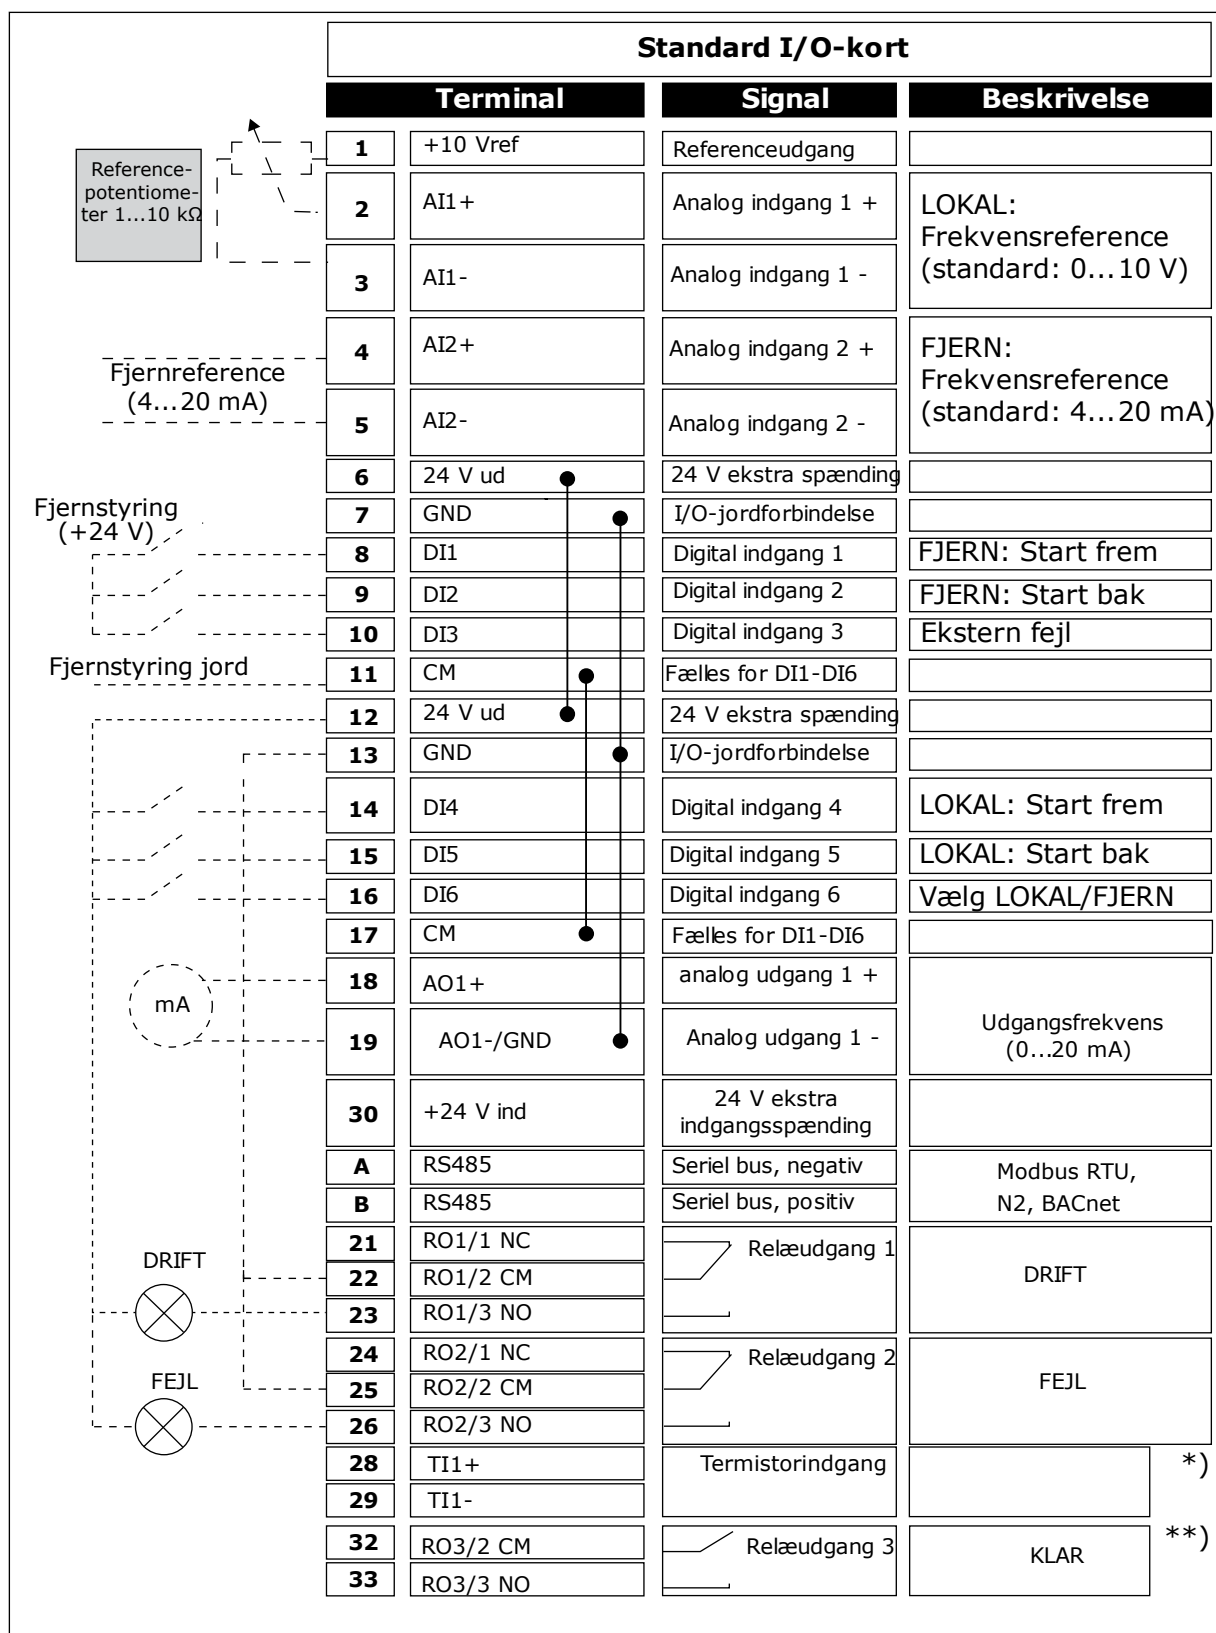 Standard I/O-kort
Terminal Signal Beskrivelse
Reference-
potentiome-
ter 1...10 kΩ
1 +10 Vref Referenceudgang
2 AI1+ Analog indgang 1 +
3 AI1- Analog indgang 1 -
LOKAL:
Frekvensreference
(standard: 0...10 V)
Fjernreference
(4...20 mA)
4 AI2+ Analog indgang 2 +
5 AI2- Analog indgang 2 -
FJERN:
Frekvensreference
(standard: 4...20 mA)
6 24 V ud 24 V ekstra spænding
Fjernstyring
(+24 V)
7 GND I/O-jordforbindelse
8 DI1 Digital indgang 1 FJERN: Start frem
9 DI2 Digital indgang 2 FJERN: Start bak
10 DI3 Digital indgang 3 Ekstern fejl
Fjernstyring jord
11 CM Fælles for DI1-DI6
12 24 V ud 24 V ekstra spænding
13 GND I/O-jordforbindelse
14 DI4 Digital indgang 4 LOKAL: Start frem
15 DI5 Digital indgang 5 LOKAL: Start bak
16 DI6 Digital indgang 6 Vælg LOKAL/FJERN
17 CM Fælles for DI1-DI6
mA
18 AO1+ analog udgang 1 +
19 AO1-/GND Analog udgang 1 -
Udgangsfrekvens
(0...20 mA)
30 +24 V ind 24 V ekstra
indgangsspænding
A RS485 Seriel bus, negativ
B RS485 Seriel bus, positiv
Modbus RTU,
N2, BACnet
21 RO1/1 NC Relæudgang 1
DRIFT
22 RO1/2 CM DRIFT
23 RO1/3 NO
24 RO2/1 NC Relæudgang 2
FEJL
25 RO2/2 CM FEJL
26 RO2/3 NO
28 TI1+ Termistorindgang *)
29 TI1-
32 RO3/2 CM Relæudgang 3 KLAR **)
33 RO3/3 NO